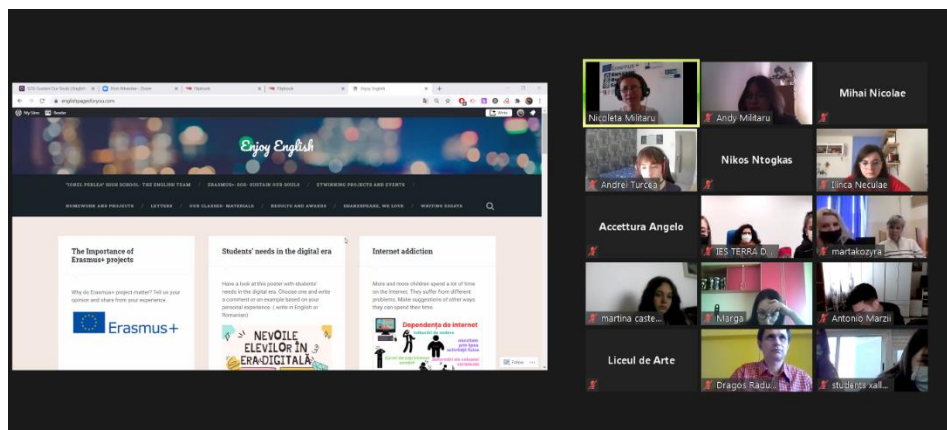 englishpagesforyou.com
My Sites Reader
Write
Enjoy English
"IONEL PERLEA" HIGH SCHOOL- THE ENGLISH TEAM / ERASMUS+ SOS- SUSTAIN OUR SOULS / ETWINNING PROJECTS AND EVENTS /
HOMEWORK AND PROJECTS / LETTERS / OUR CLASSES- MATERIALS / RESULTS AND AWARDS / SHAKESPEARE, WE LOVE / WRITING ESSAYS
The Importance of
Erasmus+ projects
Why do Erasmus+ project matter? Tell us your
opinion and share from your experience.
Erasmus+
Students' needs in the digital era
Have a look at this poster with students'
needs in the digital era. Choose one and write
a comment or an example based on your
personal experience. ( write in English or
Romanian)
NEVOILE
ELEVILOR ÎN
ERA DIGITALĂ
Internet addiction
More and more children spend a lot of time
on the Internet. They suffer from different
problems. Make suggestions of other ways
they can spend their time.
Dependența de internet
Follow
Nicoleta Militaru
Andy Militaru
Mihai Nicolae
Andrei Turcea
Nikos Ntogkas
Ilinca Neculae
Accettura Angelo
IES TERRA D...
martakozyra
martina caste...
Marga
Antonio Marzii
Liceul de Arte
Dragos Radu...
students xall...